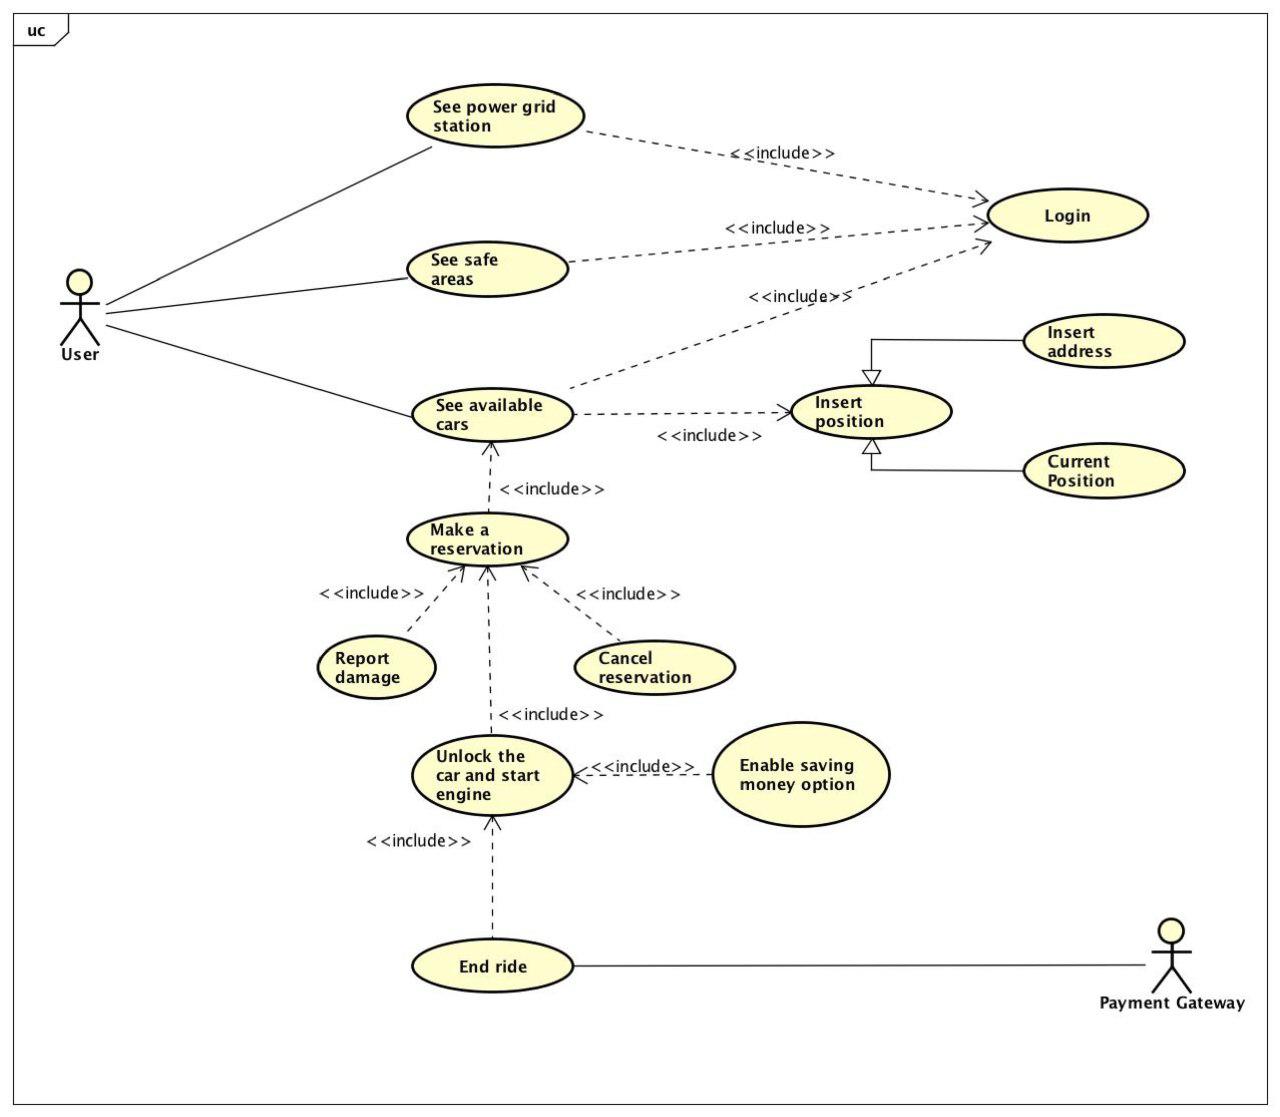 uc
See power grid
station
<<include>>
Login
<<include>>
See safe
areas
<<include>>
User
Insert
address
See available
cars
Insert
position
<<include>>
Current
Position
<<include>>
Make a
reservation
<<include>>
<<include>>
Report
damage
Cancel
reservation
<<include>>
Unlock the
car and start
engine
<<include>>
Enable saving
money option
<<include>>
End ride
Payment Gateway